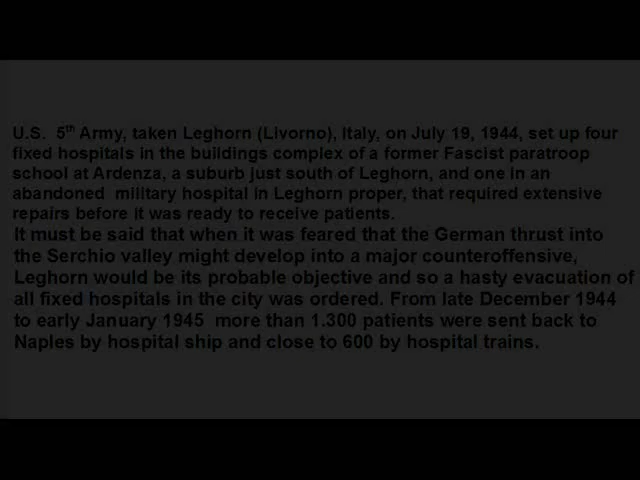 U.S.  5th Army, taken Leghorn (Livorno), Italy, on July 19, 1944, set up four
fixed hospitals in the buildings complex of a former Fascist paratroop
school at Ardenza, a suburb just south of Leghorn, and one in an
abandoned  military hospital in Leghorn proper, that required extensive
repairs before it was ready to receive patients.
It must be said that when it was feared that the German thrust into
the Serchio valley might develop into a major counteroffensive,
Leghorn would be its probable objective and so a hasty evacuation of
all fixed hospitals in the city was ordered. From late December 1944
to early January 1945  more than 1.300 patients were sent back to
Naples by hospital ship and close to 600 by hospital trains.